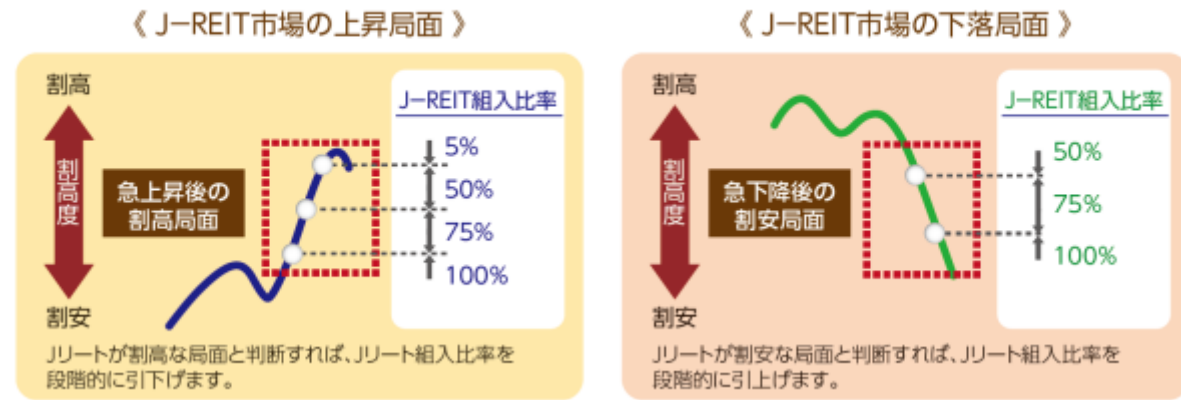 《 J-REIT市場の上昇局面 》
割高
割高度
割安
急上昇後の
割高局面
J-REIT組入比率
5%
50%
75%
100%
Jリートが割高な局面と判断すれば、Jリート組入比率を
段階的に引下げます。
《 J-REIT市場の下落局面 》
割高
割高度
割安
急下降後の
割安局面
J-REIT組入比率
50%
75%
100%
Jリートが割安な局面と判断すれば、Jリート組入比率を
段階的に引上げます。